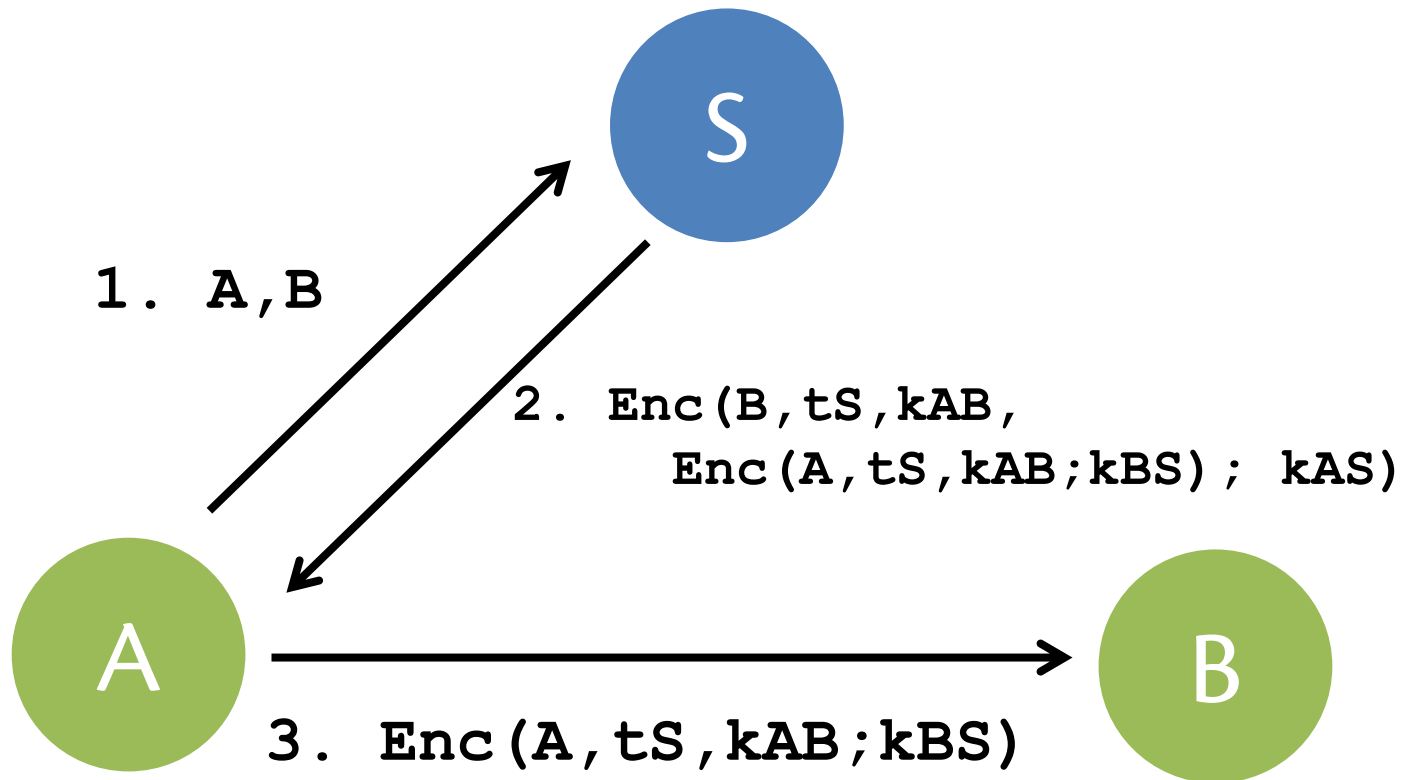 S
1. A,B
2. Enc(B,tS,kAB,
Enc(A,tS,kAB;kBS); kAS)
A
B
3. Enc(A,tS,kAB;kBS)